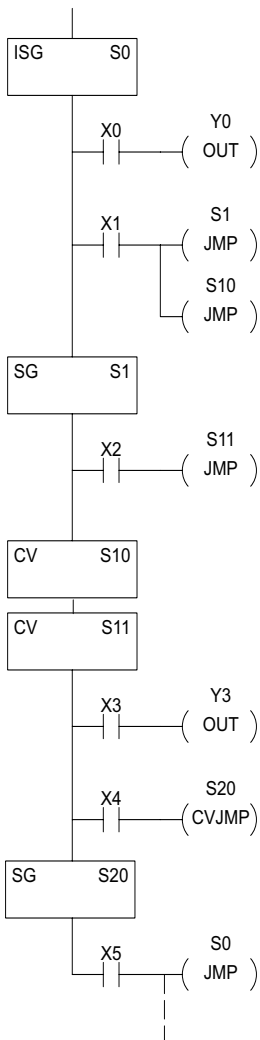 ISG S0
X0
Y0
OUT
X1
S1
JMP
S10
JMP
SG S1
X2
S11
JMP
CV S10
CV S11
X3
Y3
OUT
X4
S20
CVJMP
SG S20
X5
S0
JMP